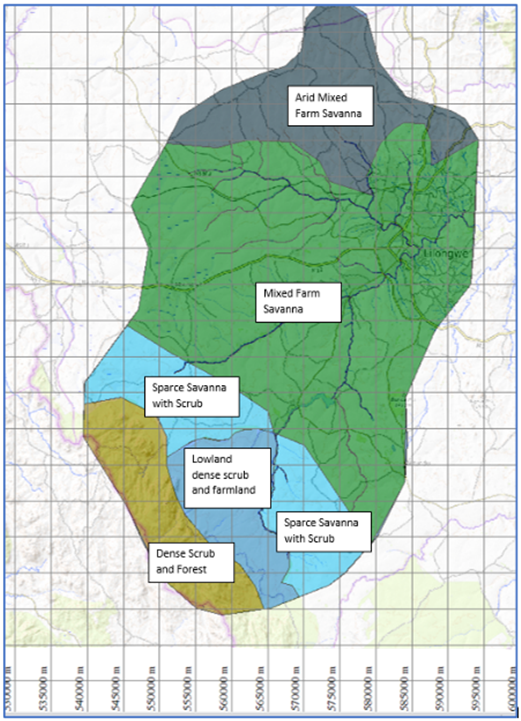 Arid Mixed
Farm Savanna
Lilongwe
Mixed Farm
Savanna
Sparce Savanna
with Scrub
Lowland
dense scrub
and farmland
Sparce Savanna
with Scrub
Dense Scrub
and Forest
535000 m
540000 m
545000 m
550000 m
555000 m
560000 m
565000 m
570000 m
575000 m
580000 m
585000 m
590000 m
595000 m